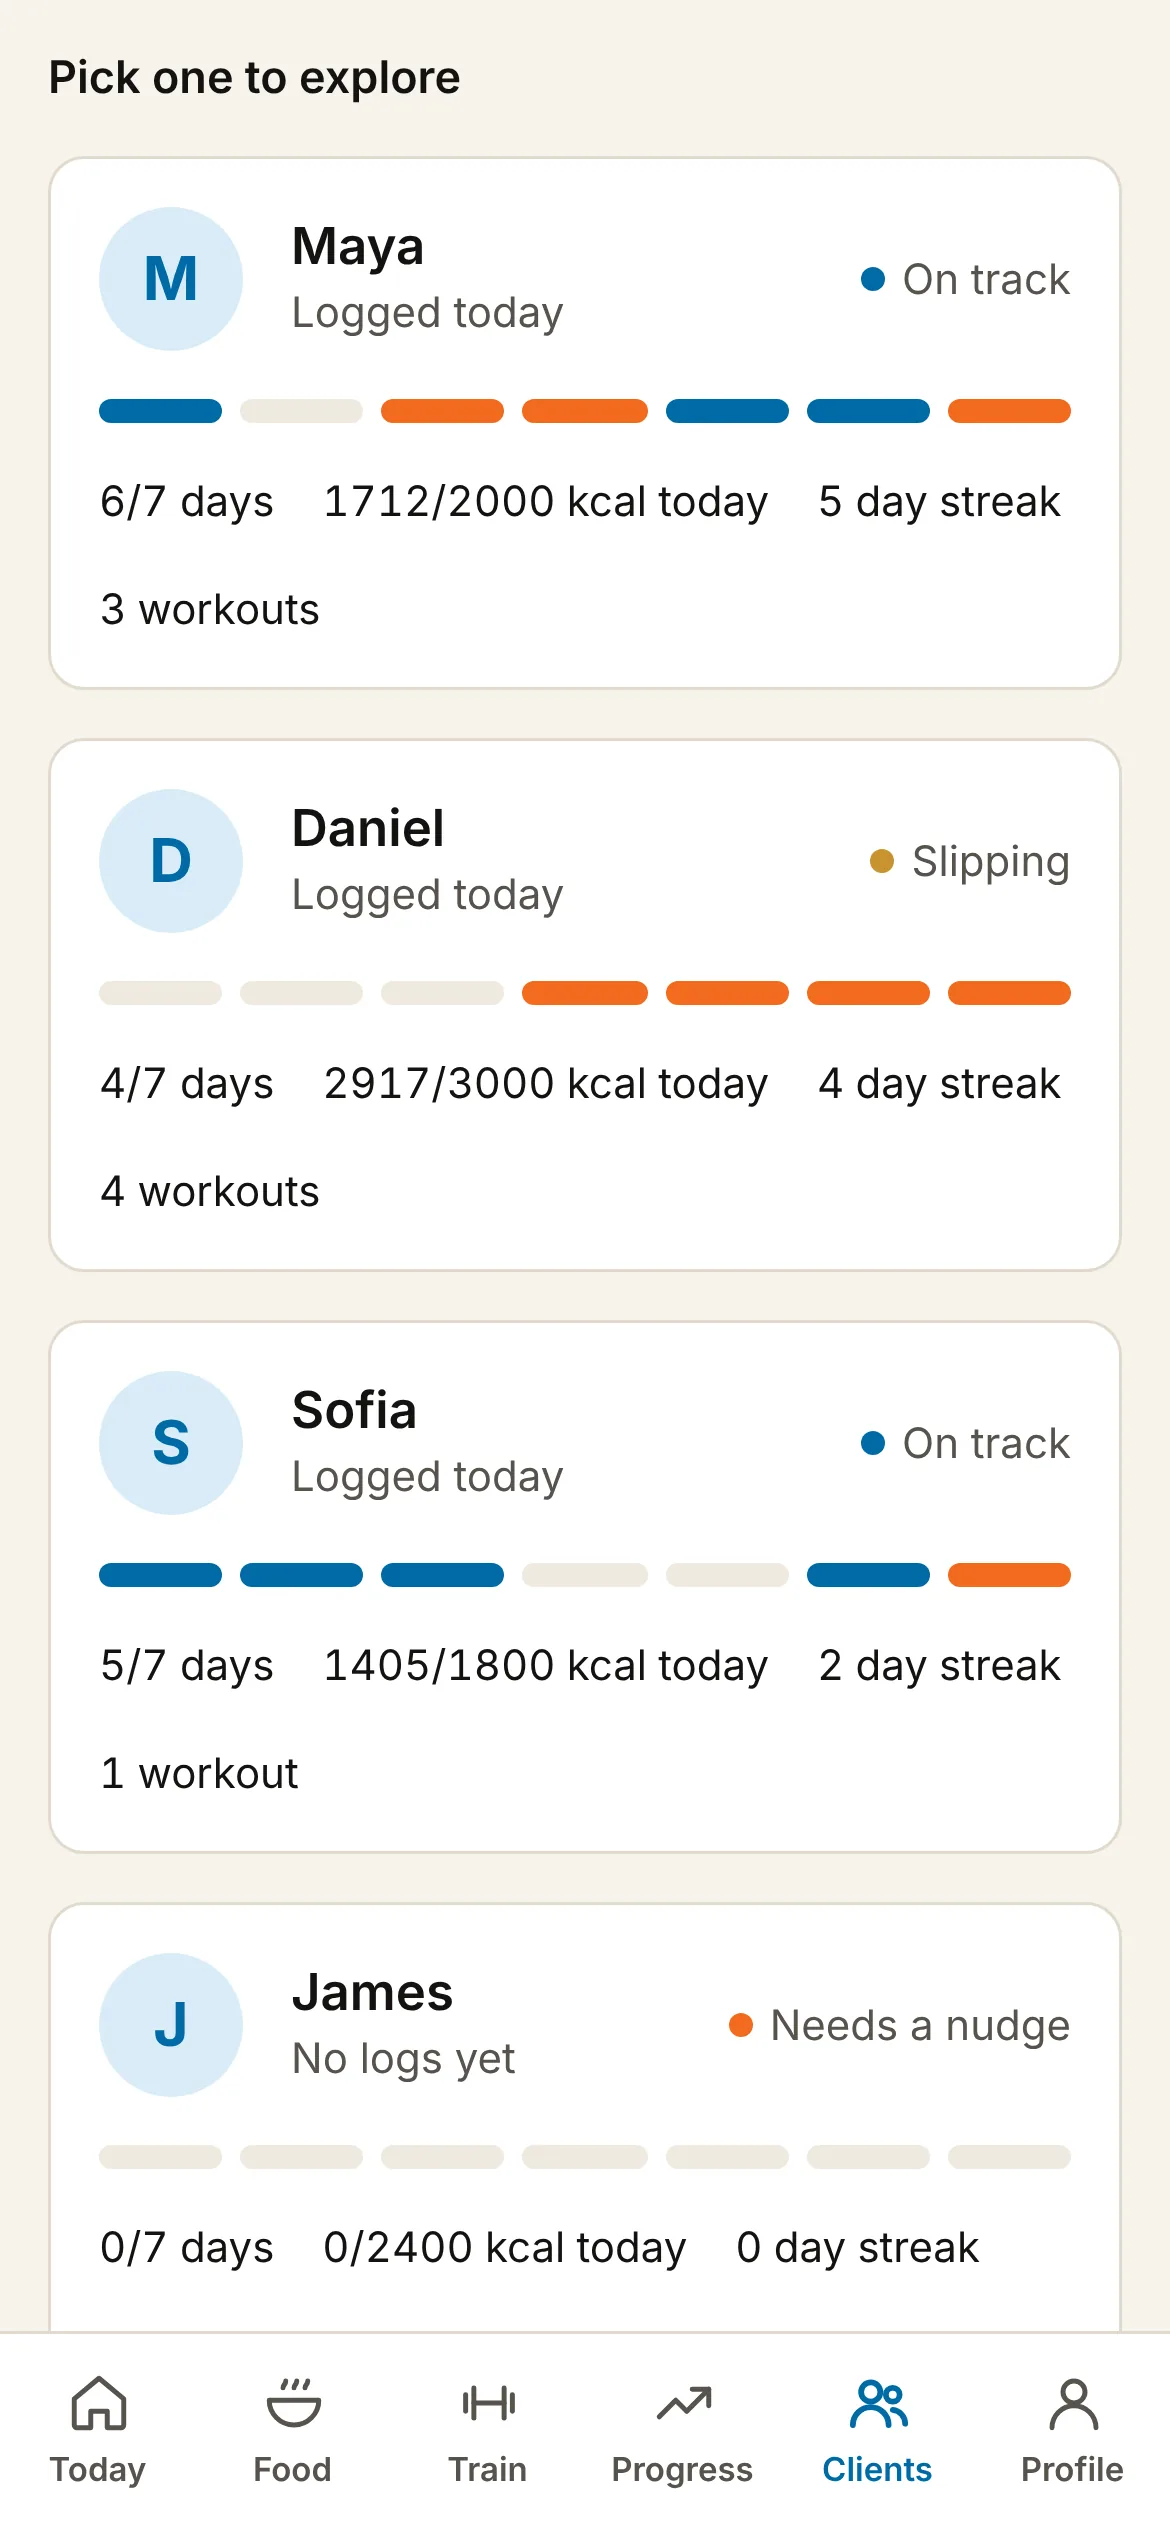 Pick one to explore
M
Maya
Logged today
On track
6/7 days 1712/2000 kcal today 5 day streak
3 workouts
D
Daniel
Logged today
Slipping
4/7 days 2917/3000 kcal today 4 day streak
4 workouts
S
Sofia
Logged today
On track
5/7 days 1405/1800 kcal today 2 day streak
1 workout
J
James
No logs yet
Needs a nudge
0/7 days 0/2400 kcal today 0 day streak
Today Food Train Progress Clients Profile